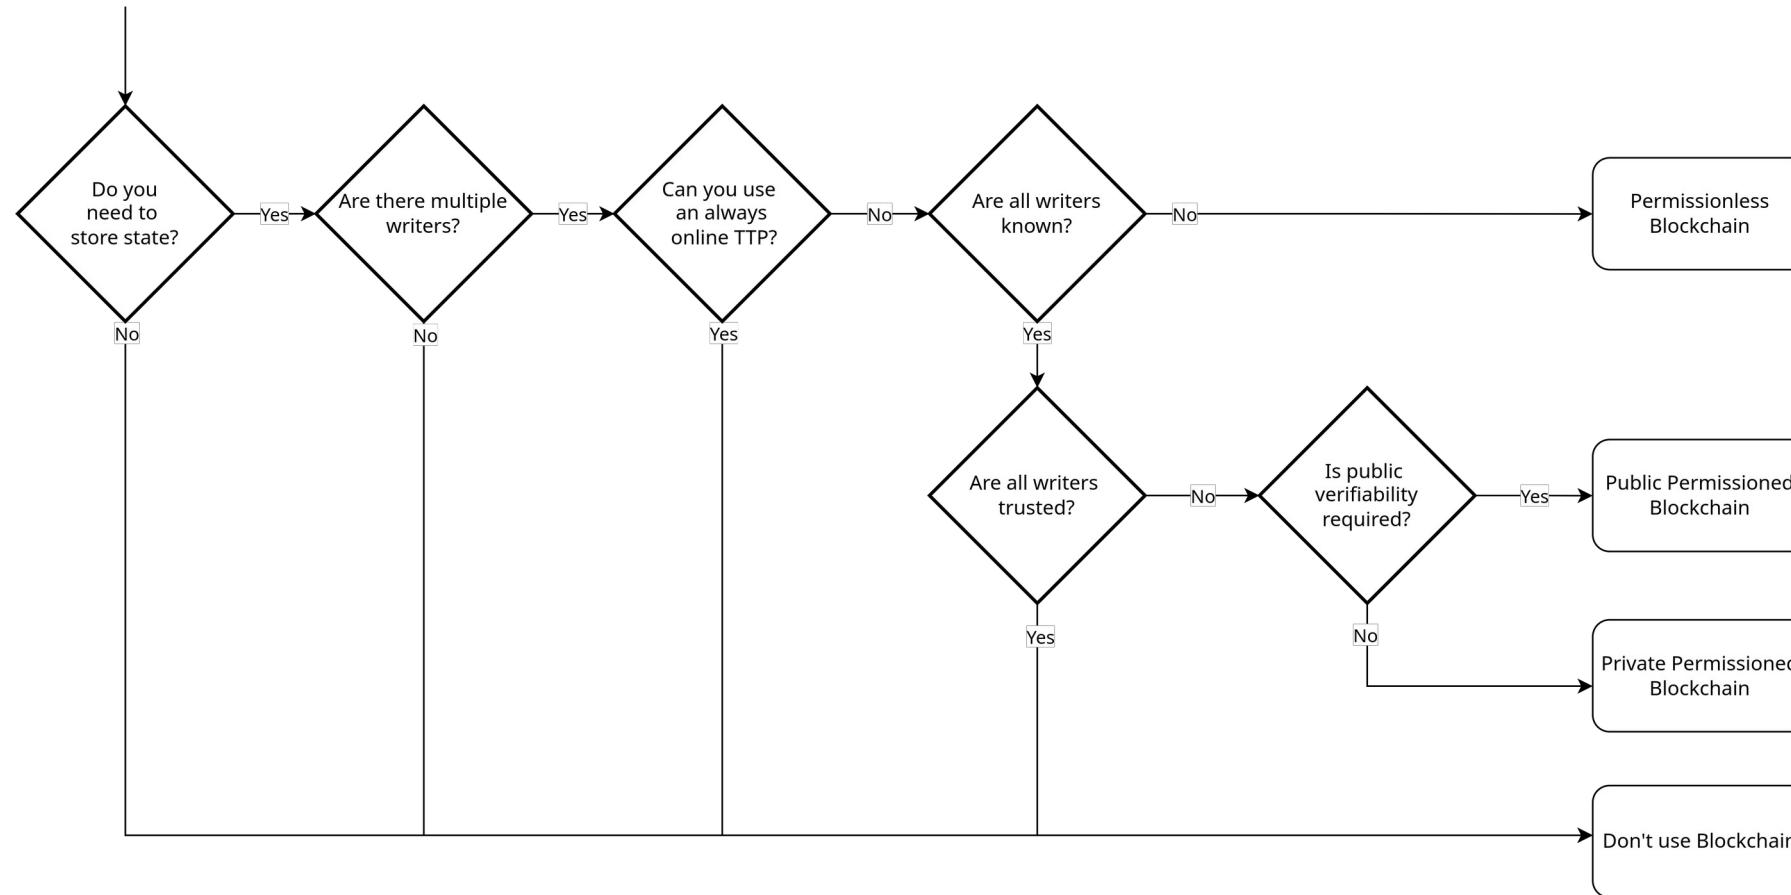 Do you
need to
store state?
Yes
Are there multiple
writers?
Yes
Can you use
an always
online TTP?
No
Are all writers
known?
No
Permissionless
Blockchain
No
No
Yes
Yes
Are all writers
trusted?
No
Is public
verifiability
required?
Yes
Public Permissioned
Blockchain
Yes
No
Private Permissioned
Blockchain
Don't use Blockchain